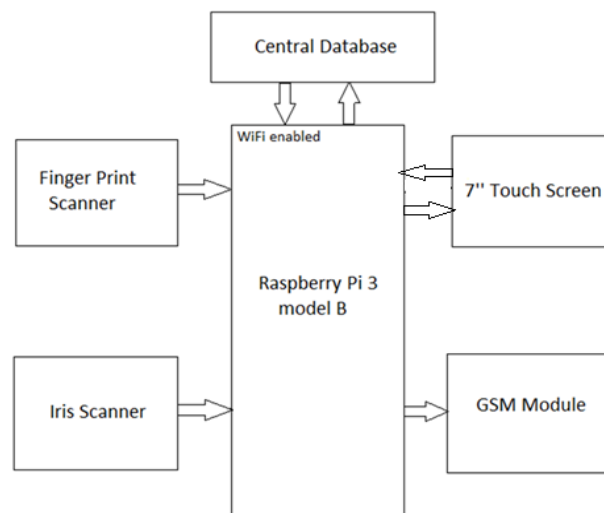 Central Database
WiFi enabled
Finger Print
Scanner
7'' Touch Screen
Raspberry Pi 3
model B
Iris Scanner
GSM Module